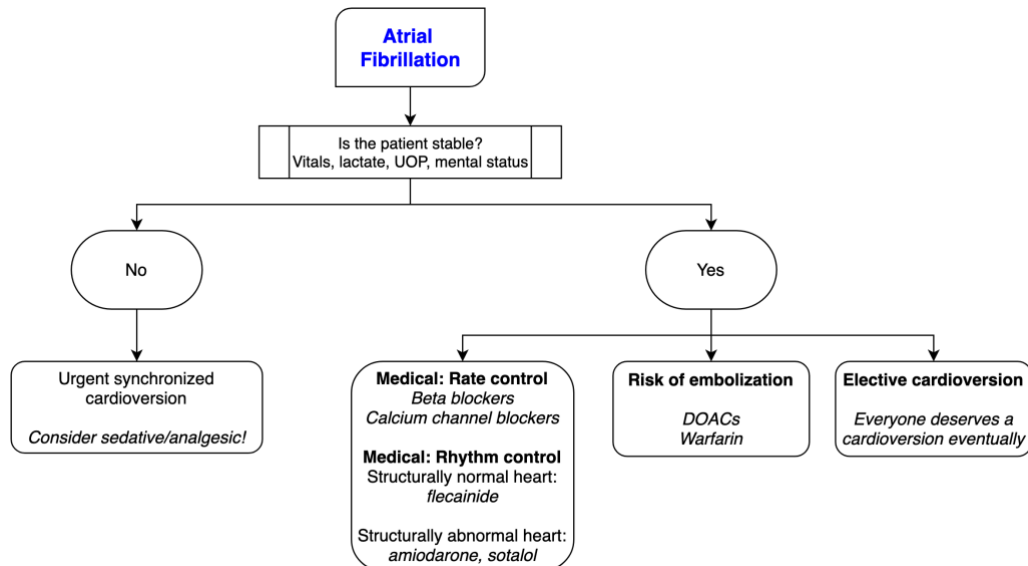 Atrial
Fibrillation
Is the patient stable?
Vitals, lactate, UOP, mental status
No
Yes
Urgent synchronized
cardioversion
Consider sedative/analgesic!
Medical: Rate control
Beta blockers
Calcium channel blockers
Medical: Rhythm control
Structurally normal heart:
flecainide
Structurally abnormal heart:
amiodarone, sotalol
Risk of embolization
DOACs
Warfarin
Elective cardioversion
Everyone deserves a
cardioversion eventually